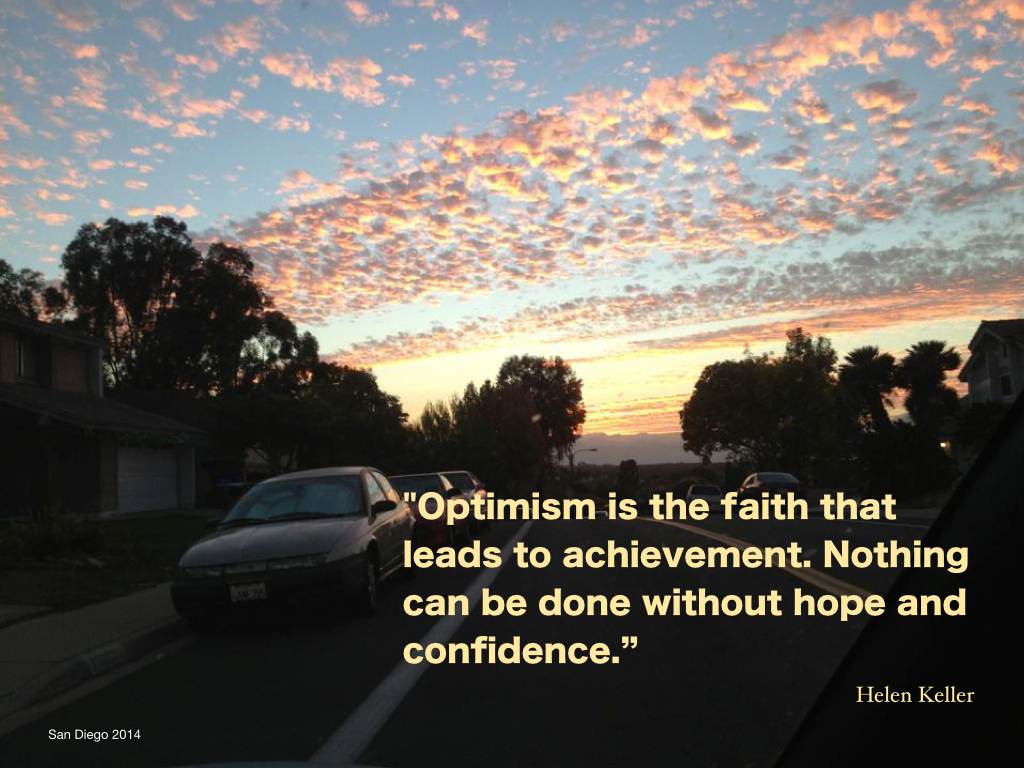 "Optimism is the faith that
leads to achievement. Nothing
can be done without hope and
confidence.”
Helen Keller
San Diego 2014